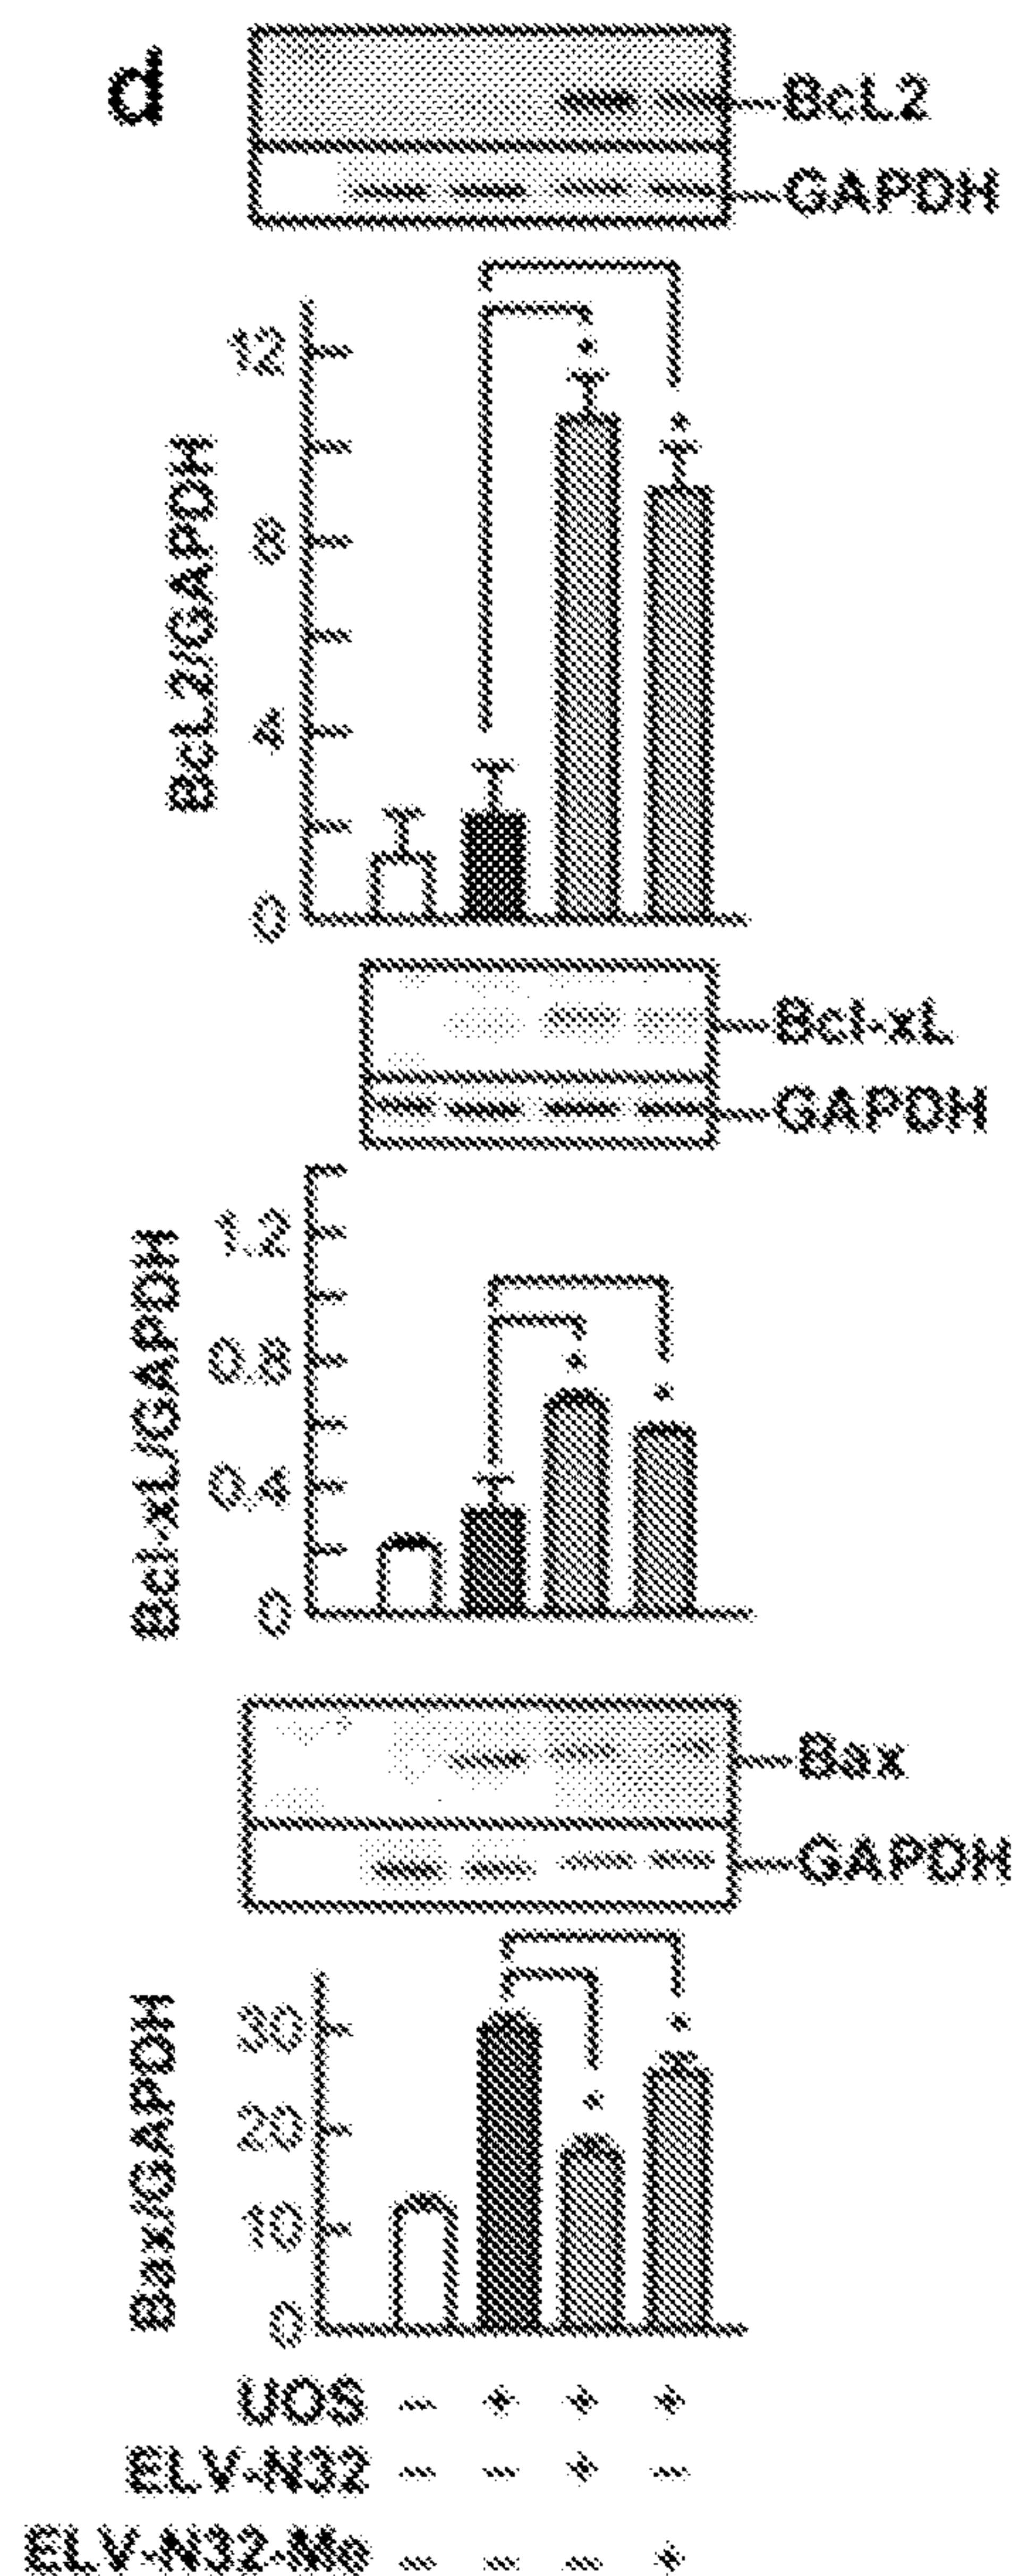 d
BcL2
GAPDH
BcL2/GAPDH
12
8
4
0
Bcl-xL
GAPDH
Bcl-xL/GAPDH
1.2
0.8
0.4
0
Bax
GAPDH
Bax/GAPDH
30
20
10
0
UOS - + + +
ELV-N32 - - + -
ELV-N32-Me - - - +